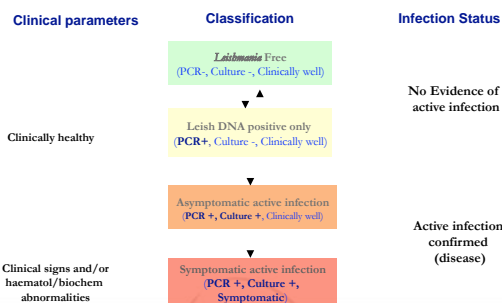 Clinical parameters
Classification
Infection Status
Leishmania Free
(PCR-, Culture -, Clinically well)
No Evidence of
active infection
Leish DNA positive only
(PCR+, Culture -, Clinically well)
Clinically healthy
Asymptomatic active infection
(PCR +, Culture +, Clinically well)
Active infection
confirmed
(disease)
Clinical signs and/or
haematol/biochem
abnormalities
Symptomatic active infection
(PCR +, Culture +,
Symptomatic)